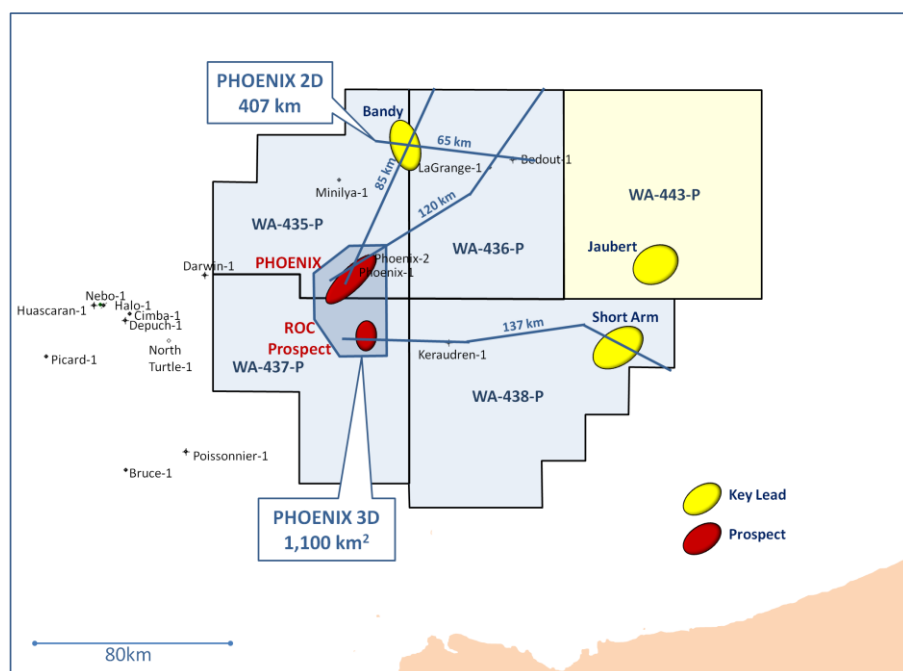 PHOENIX 2D
407 km
Bandy
65 km
Bedout-1
LaGrange-1
85 km
Minilya-1
120 km
WA-443-P
WA-435-P
WA-436-P
Jaubert
Darwin-1
PHOENIX
Phoenix-2
Phoenix-1
Nebo-1
Huascaran-1
Halo-1
Cimba-1
Depuch-1
Short Arm
137 km
ROC
Prospect
North
Turtle-1
Keraudren-1
Picard-1
WA-437-P
WA-438-P
Poissonnier-1
Bruce-1
PHOENIX 3D
1,100 km²
Key Lead
Prospect
80km